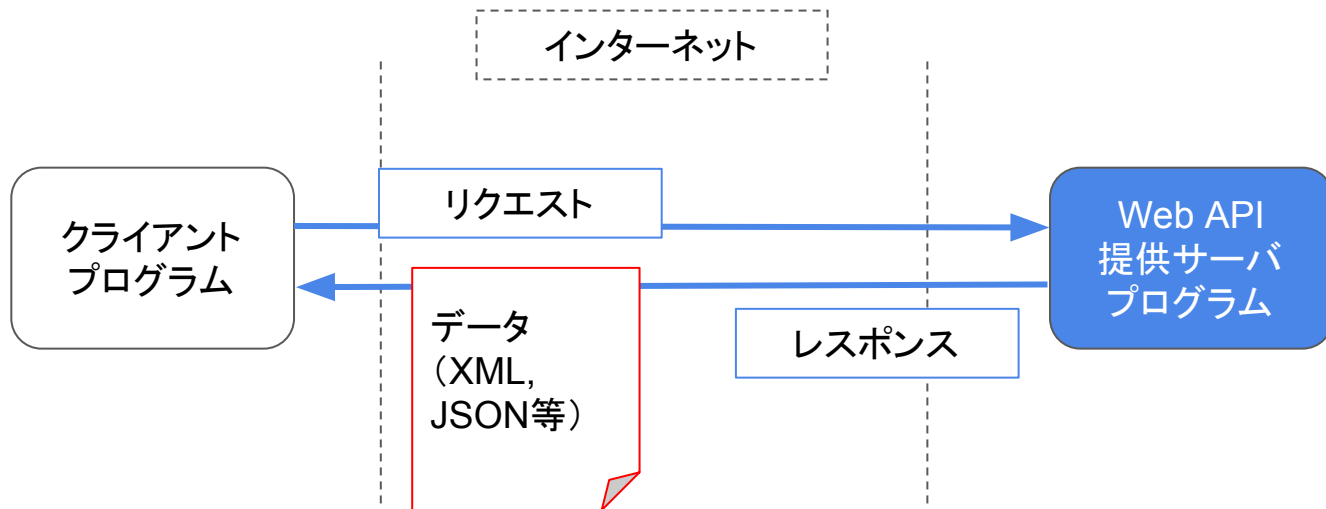 インターネット
リクエスト
クライアント
プログラム
Web API
提供サーバ
プログラム
データ
（XML,
JSON等）
レスポンス